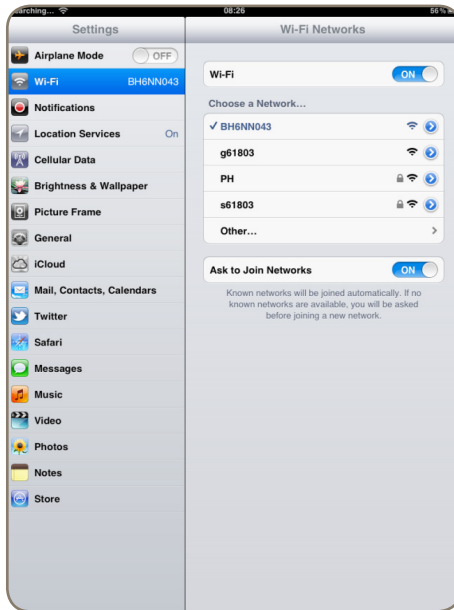 earching...
08:26
56%
Settings
Airplane Mode OFF
Wi-Fi BH6NN043
Notifications
Location Services On
Cellular Data
Brightness & Wallpaper
Picture Frame
General
iCloud
Mail, Contacts, Calendars
Twitter
Safari
Messages
Music
Video
Photos
Notes
Store
Wi-Fi Networks
Wi-Fi ON
Choose a Network...
✓ BH6NN043
g61803
PH
s61803
Other...
Ask to Join Networks ON
Known networks will be joined automatically. If no
known networks are available, you will be asked
before joining a new network.